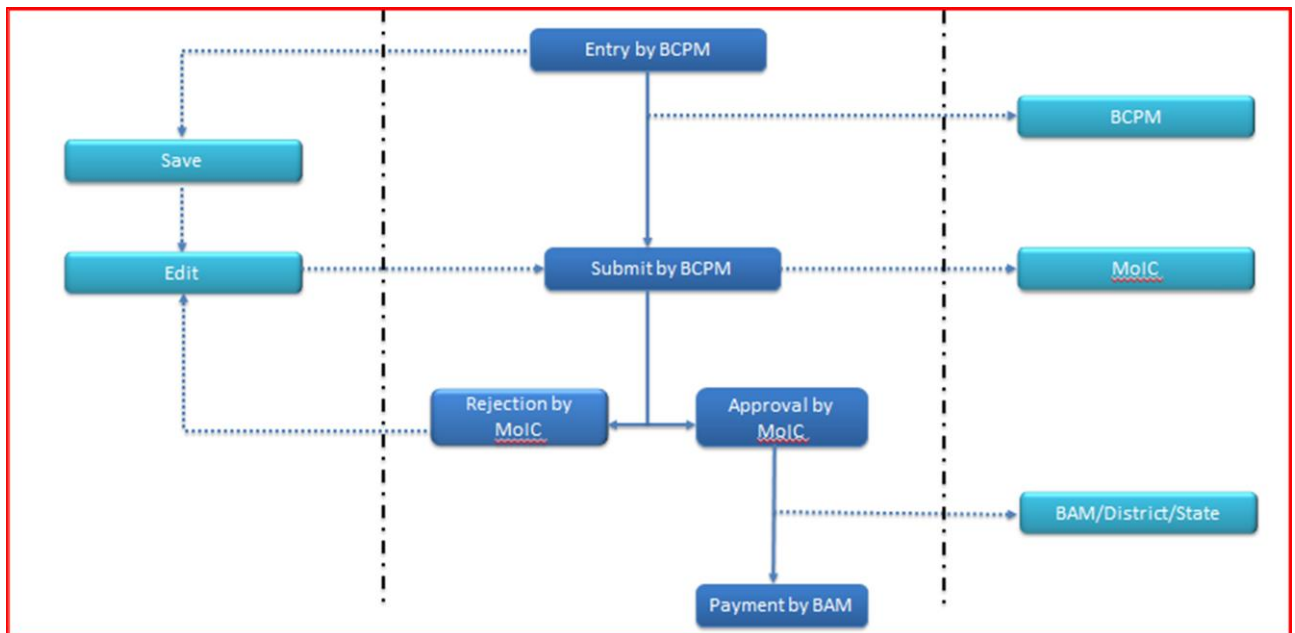 Entry by BCPM
BCPM
Save
Edit
Submit by BCPM
MoIC
Rejection by
MoIC
Approval by
MoIC
BAM/District/State
Payment by BAM